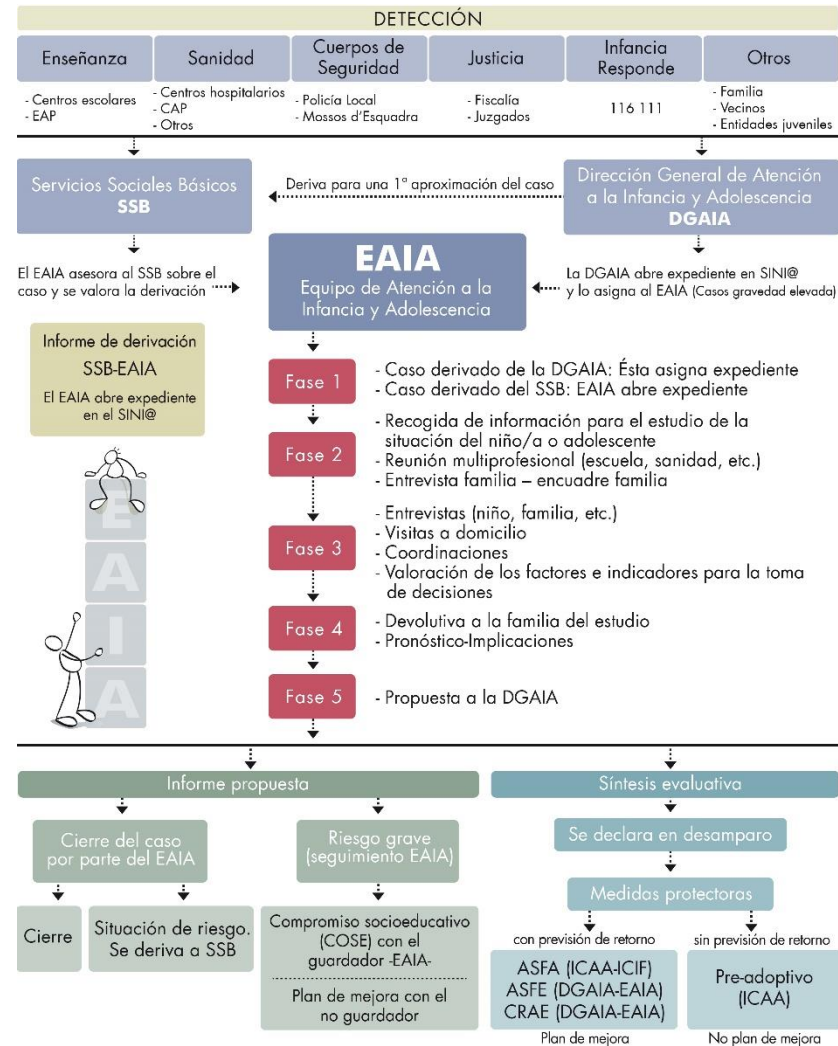 DETECCIÓN
Enseñanza
Sanidad
Cuerpos de
Seguridad
Justicia
Infancia
Responde
Otros
- Centros escolares
- EAP
- Centros hospitalarios
- CAP
- Otros
- Policía Local
- Mossos d'Esquadra
- Fiscalía
- Juzgados
116 111
- Familia
- Vecinos
- Entidades juveniles
Servicios Sociales Básicos
SSB
Deriva para una 1ª aproximación del caso
Dirección General de Atención
a la Infancia y Adolescencia
DGAIA
El EAIA asesora al SSB sobre el
caso y se valora la derivación
EAIA
Equipo de Atención a la
Infancia y Adolescencia
La DGAIA abre expediente en SINI@
y lo asigna al EAIA (Casos gravedad elevada)
Informe de derivación
SSB-EAIA
El EAIA abre expediente
en el SINI@
Fase 1
- Caso derivado de la DGAIA: Ésta asigna expediente
- Caso derivado del SSB: EAIA abre expediente
Fase 2
- Recogida de información para el estudio de la
situación del niño/a o adolescente
- Reunión multiprofesional (escuela, sanidad, etc.)
- Entrevista familia – encuadre familia
Fase 3
- Entrevistas (niño, familia, etc.)
- Visitas a domicilio
- Coordinaciones
- Valoración de los factores e indicadores para la toma
de decisiones
Fase 4
- Devolutiva a la familia del estudio
- Pronóstico-Implicaciones
Fase 5
- Propuesta a la DGAIA
E
A
I
A
Informe propuesta
Síntesis evaluativa
Cierre del caso
por parte del EAIA
Riesgo grave
(seguimiento EAIA)
Se declara en desamparo
Medidas protectoras
Cierre
Situación de riesgo.
Se deriva a SSB
Compromiso socioeducativo
(COSE) con el
guardador -EAIA-
Plan de mejora con el
no guardador
con previsión de retorno
ASFA (ICAA-ICIF)
ASFE (DGAIA-EAIA)
CRAE (DGAIA-EAIA)
Plan de mejora
sin previsión de retorno
Pre-adoptivo
(ICAA)
No plan de mejora